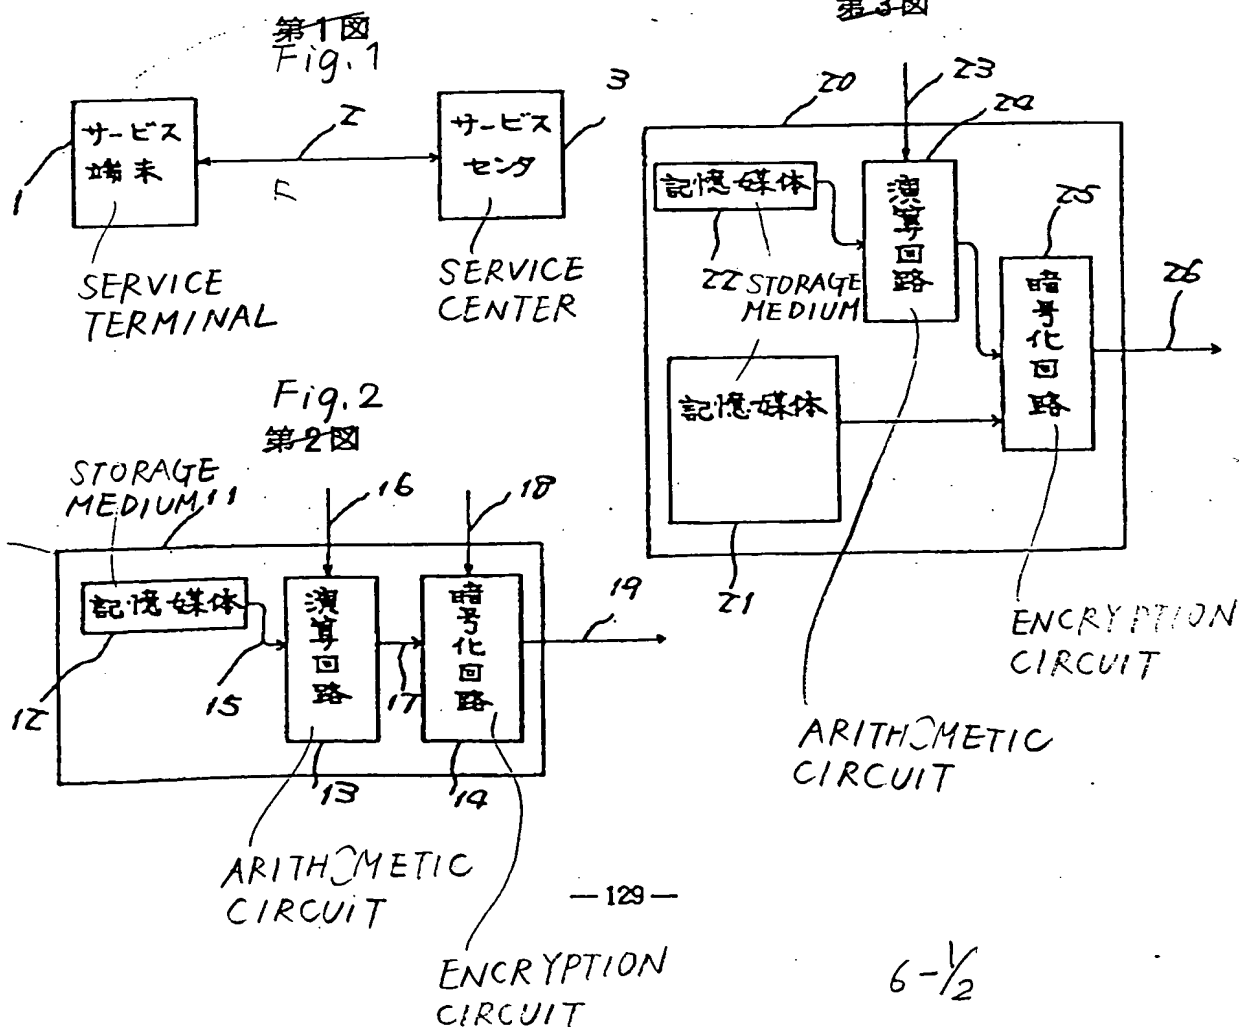 第1図
Fig.1
サービス
端末
1
2
サービス
センタ
3
SERVICE
TERMINAL
SERVICE
CENTER
Fig.2
第2図
STORAGE
MEDIUM
11
16
18
記憶媒体
演算回路
暗号化回路
19
12
15
17
13
14
ARITHMETIC
CIRCUIT
ENCRYPTION
CIRCUIT
第3図
20
23
24
記憶媒体
演算回路
25
22
STORAGE
MEDIUM
暗号化回路
26
記憶媒体
21
ENCRYPTION
CIRCUIT
ARITHMETIC
CIRCUIT
—129—
6-1/2